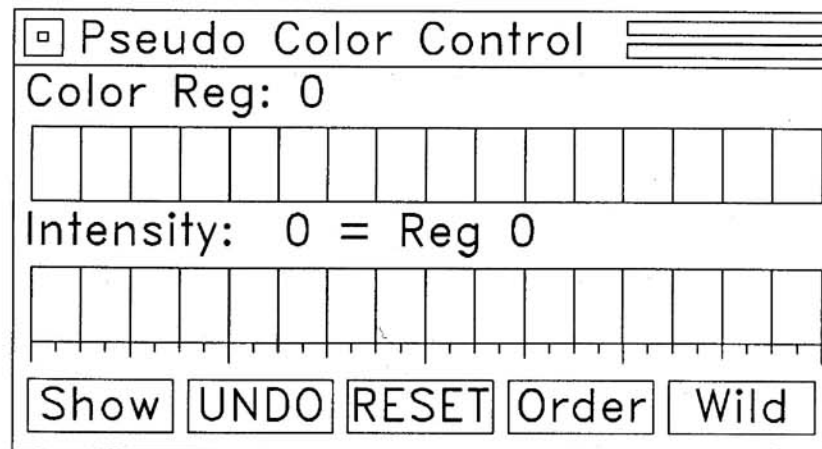 Pseudo Color Control
Color Reg: 0
Intensity: 0 = Reg 0
Show UNDO RESET Order Wild